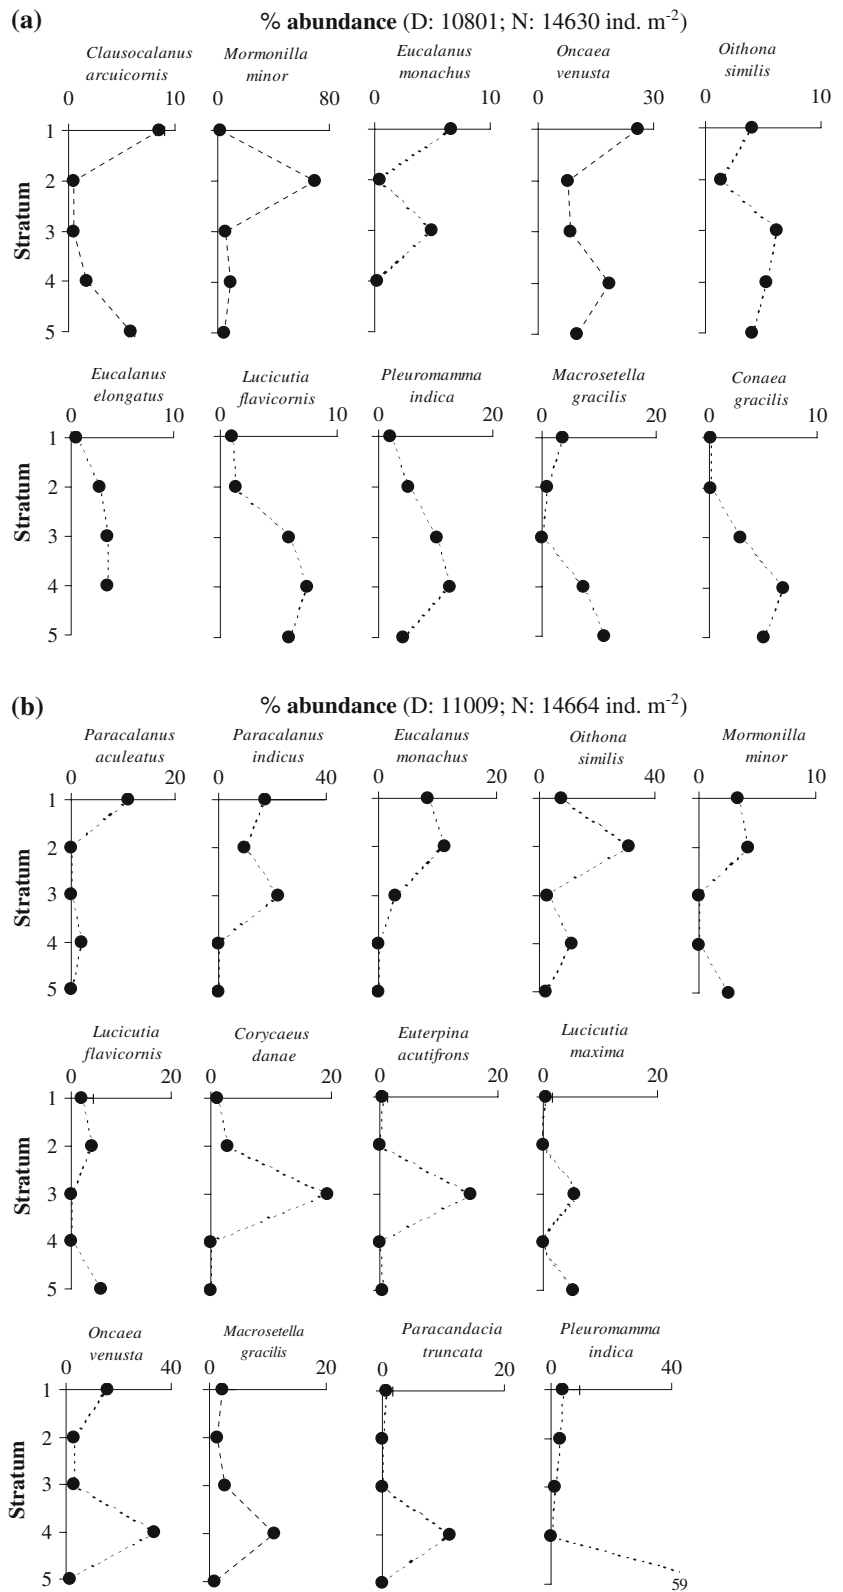 (a)
% abundance (D: 10801; N: 14630 ind. m-2)
Clausocalanus
arcuicornis
Mormonilla
minor
Eucalanus
monachus
Oncaea
venusta
Oithona
similis
0 10 0 80 0 10 0 30 0 10
Stratum
1
2
3
4
5
Eucalanus
elongatus
Lucicutia
flavicornis
Pleuromamma
indica
Macrosetella
gracilis
Conaea
gracilis
0 10 0 10 0 20 0 20 0 10
Stratum
1
2
3
4
5
(b)
% abundance (D: 11009; N: 14664 ind. m-2)
Paracalanus
aculeatus
Paracalanus
indicus
Eucalanus
monachus
Oithona
similis
Mormonilla
minor
0 20 0 40 0 20 0 40 0 10
Stratum
1
2
3
4
5
Lucicutia
flavicornis
Corycaeus
danae
Euterpina
acutifrons
Lucicutia
maxima
0 20 0 20 0 20 0 20
Stratum
1
2
3
4
5
Oncaea
venusta
Macrosetella
gracilis
Paracandacia
truncata
Pleuromamma
indica
0 40 0 20 0 20 0 40
Stratum
1
2
3
4
5
59